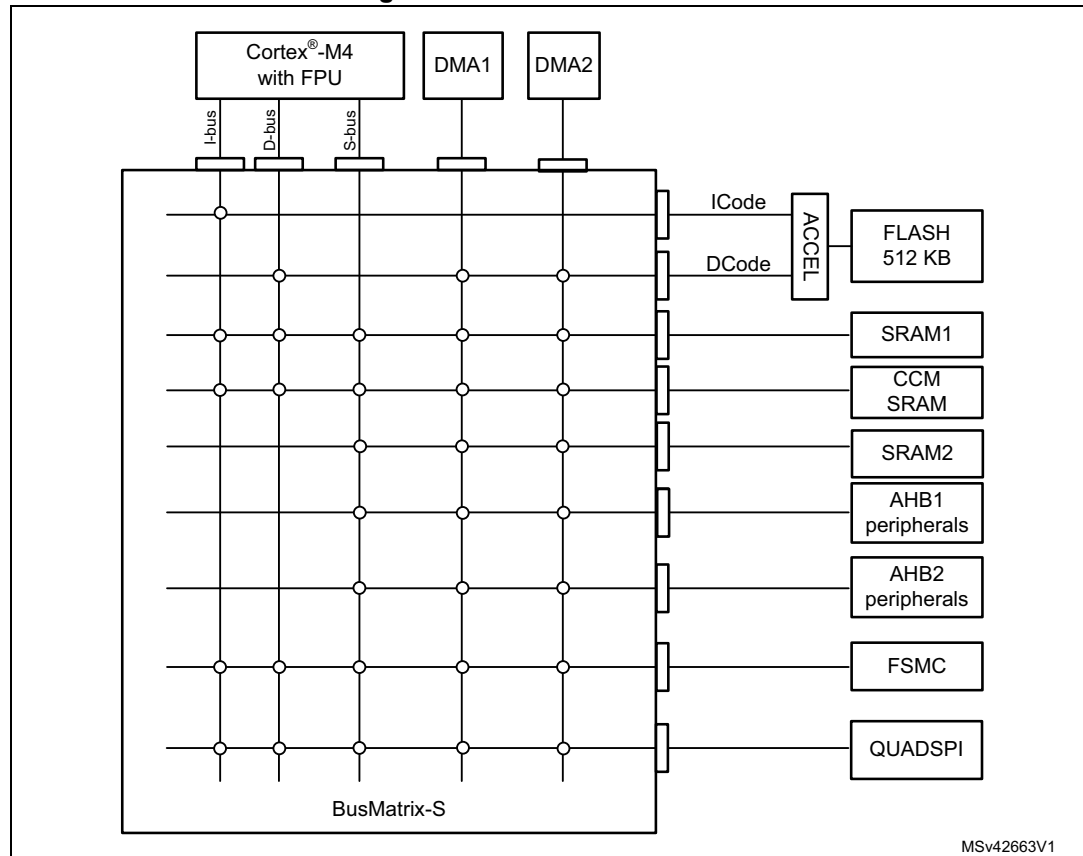 Cortex®-M4
with FPU
DMA1
DMA2
I-bus
D-bus
S-bus
ICode
DCode
ACCEL
FLASH
512 KB
SRAM1
CCM
SRAM
SRAM2
AHB1
peripherals
AHB2
peripherals
FSMC
QUADSPI
BusMatrix-S
MSv42663V1